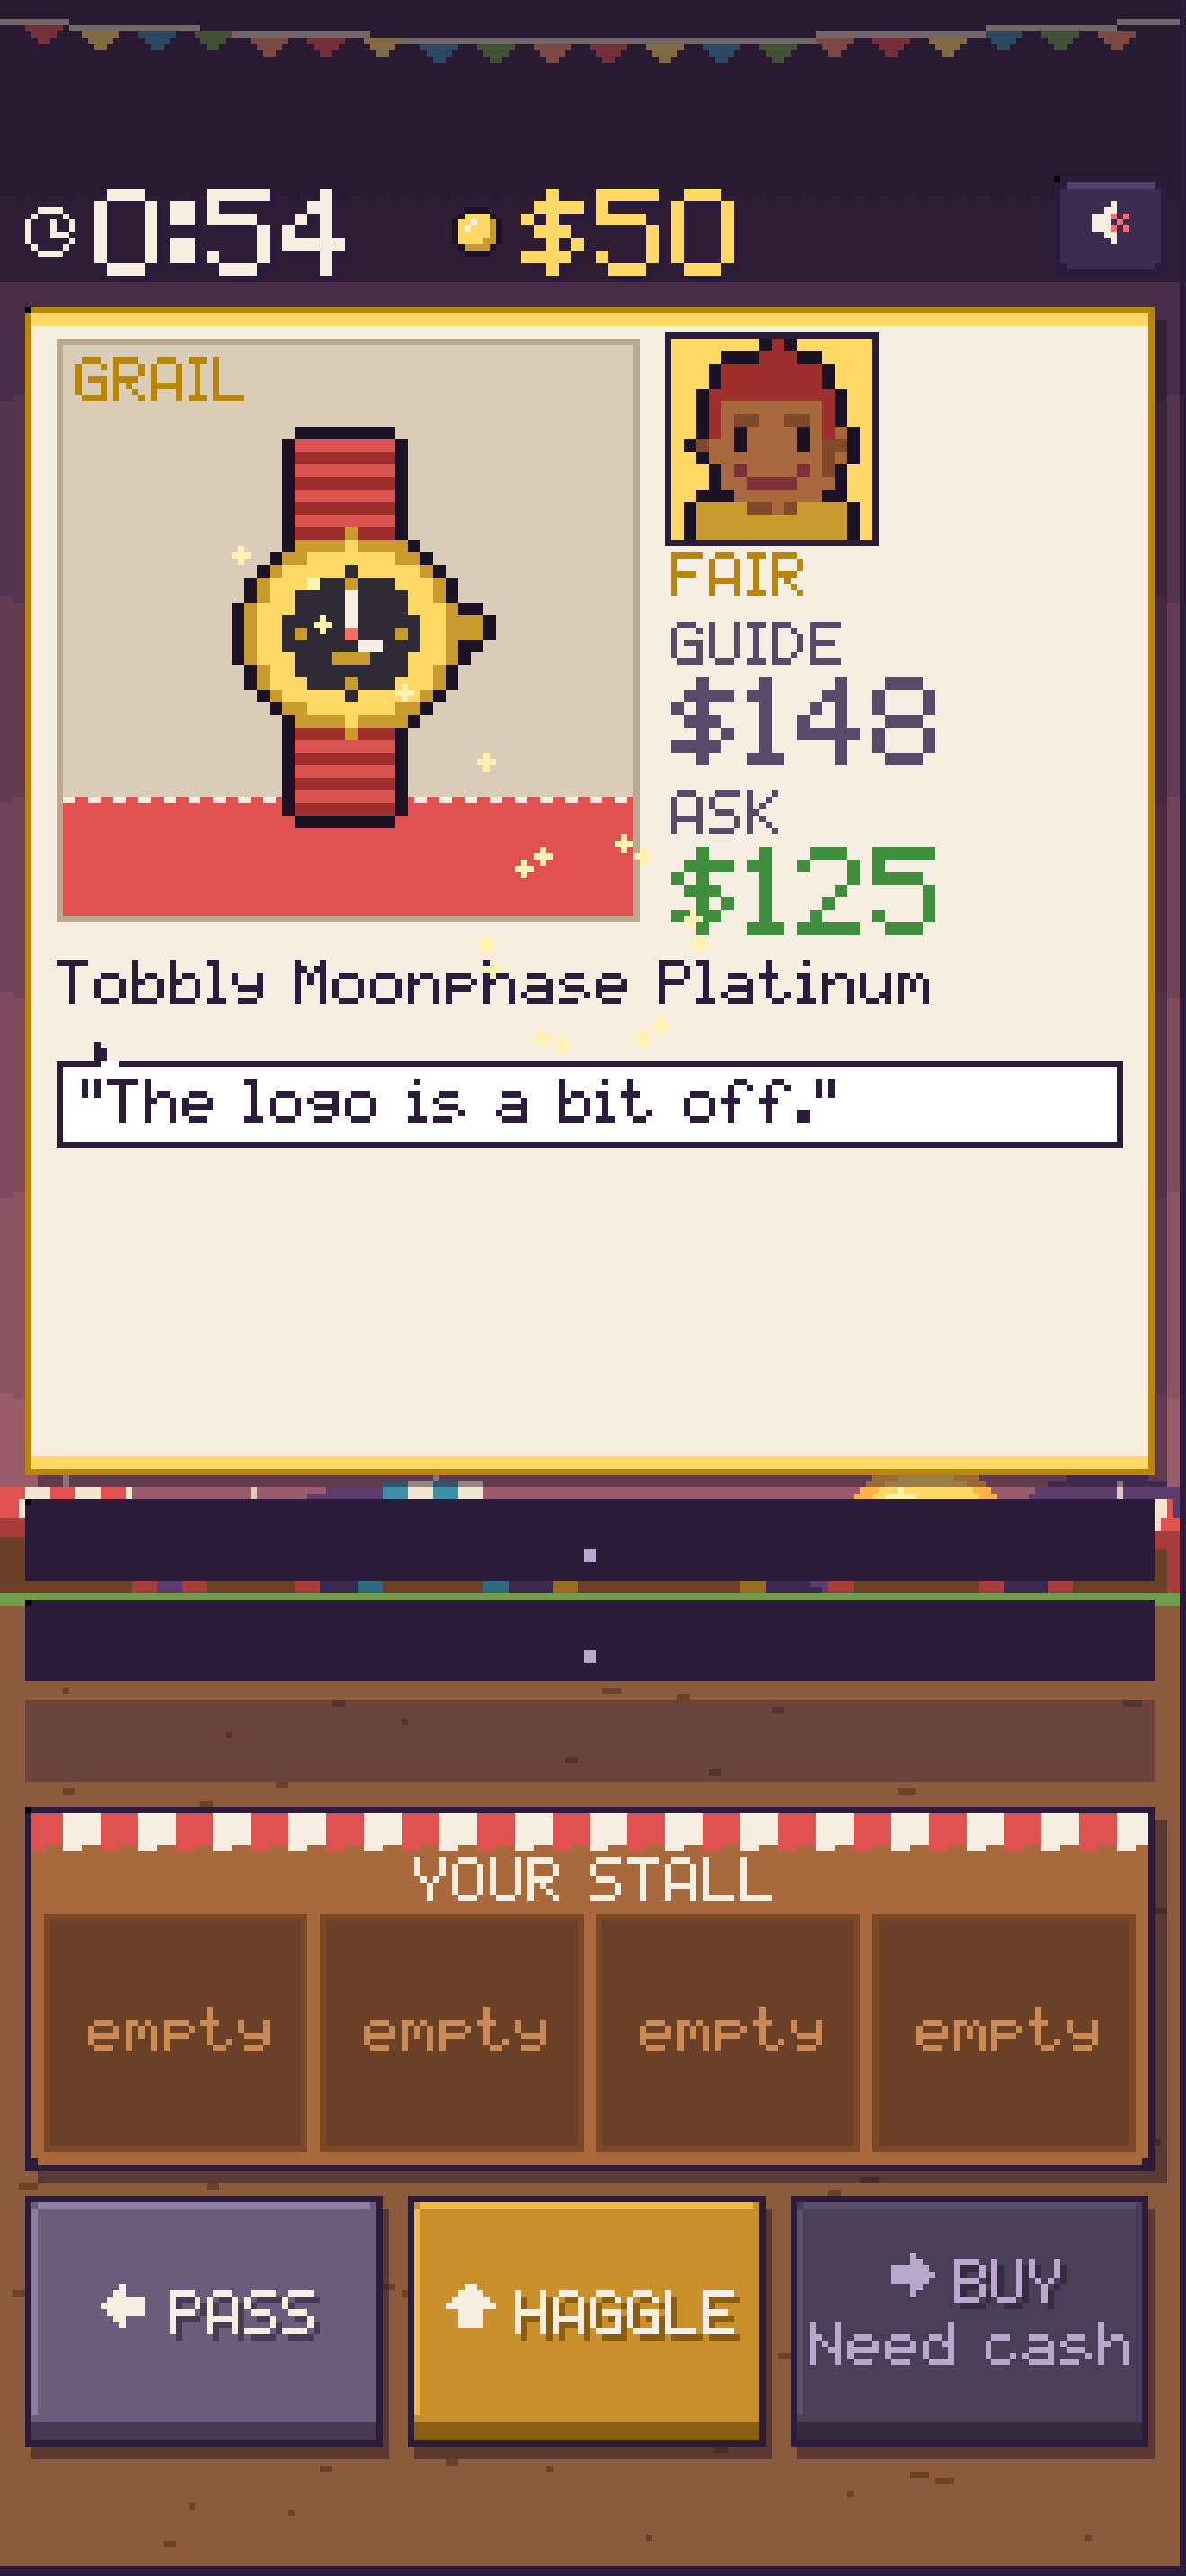 0:54
$50
GRAIL
FAIR
GUIDE
$148
ASK
$125
Tobbly Moonphase Platinum
"The logo is a bit off."
.
.
YOUR STALL
empty empty empty empty
PASS
HAGGLE
BUY
Need cash